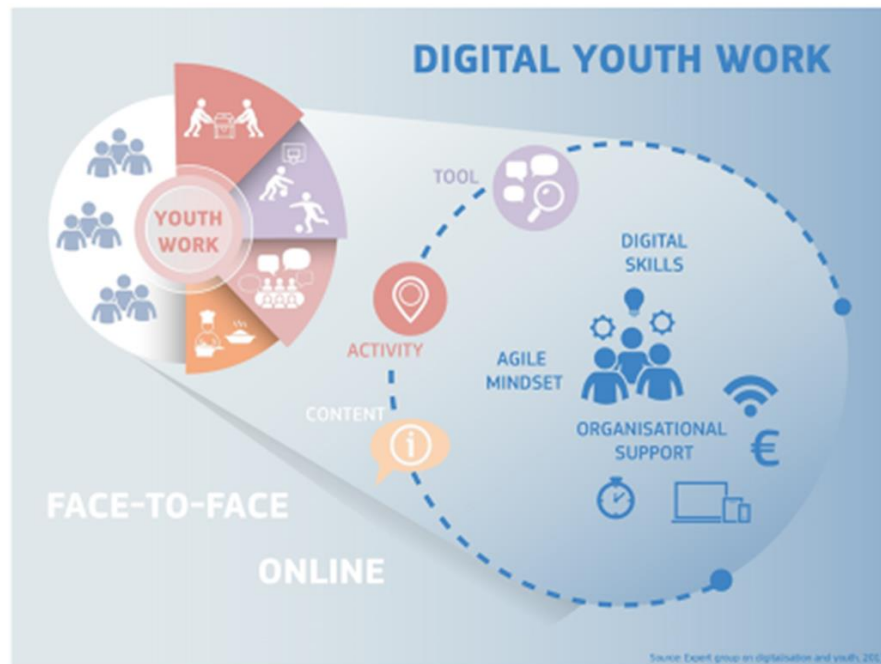 DIGITAL YOUTH WORK
YOUTH
WORK
TOOL
DIGITAL
SKILLS
ACTIVITY
AGILE
MINDSET
CONTENT
ORGANISATIONAL
SUPPORT
€
FACE-TO-FACE
ONLINE
Source: Expert group on digitalisation and youth,